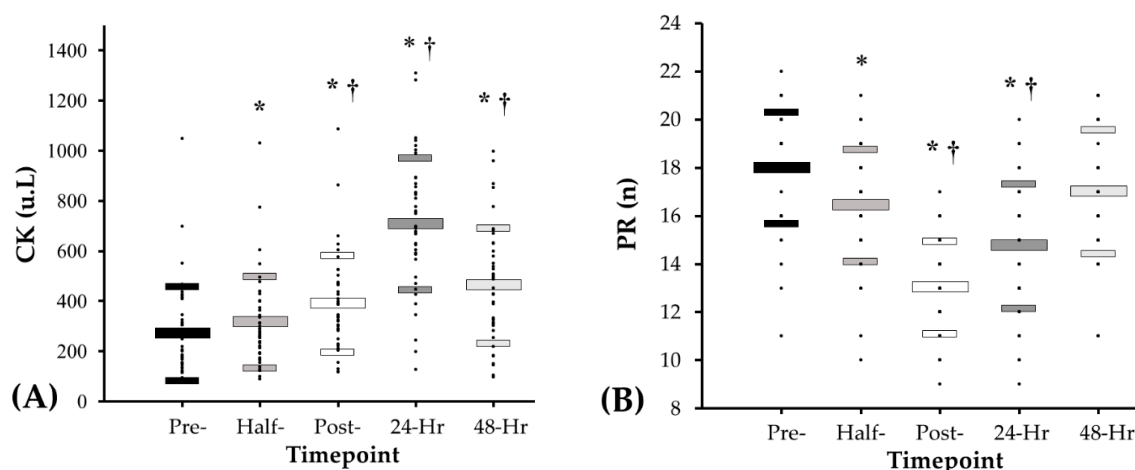 1400
1200
1000
800
600
400
200
0
CK (u.L)
*
* †
* †
* †
(A)
Pre- Half- Post- 24-Hr 48-Hr
Timepoint
22
20
18
16
14
12
10
8
PR (n)
*
* †
* †
(B)
Pre- Half- Post- 24-Hr 48-Hr
Timepoint